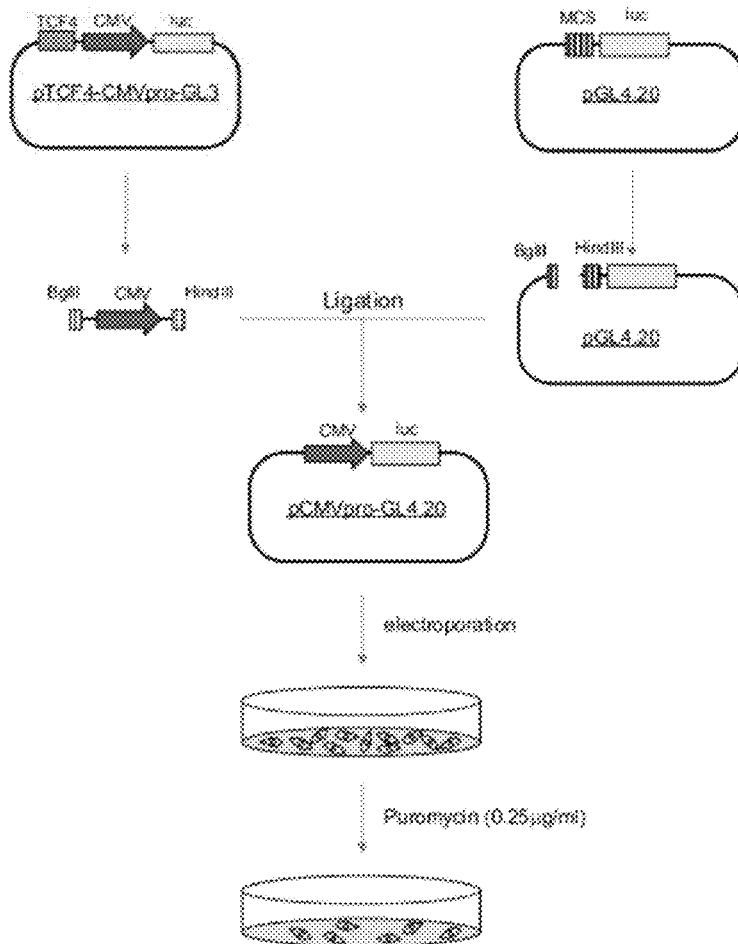 TCF4 CMV luc
pTCF4-CMVpro-GL3
MCS luc
pGL4.20
BglII CMV HindIII
Ligation
BglII HindIII
pGL4.20
CMV luc
pCMVpro-GL4.20
electroporation
Puromycin (0.25µg/ml)